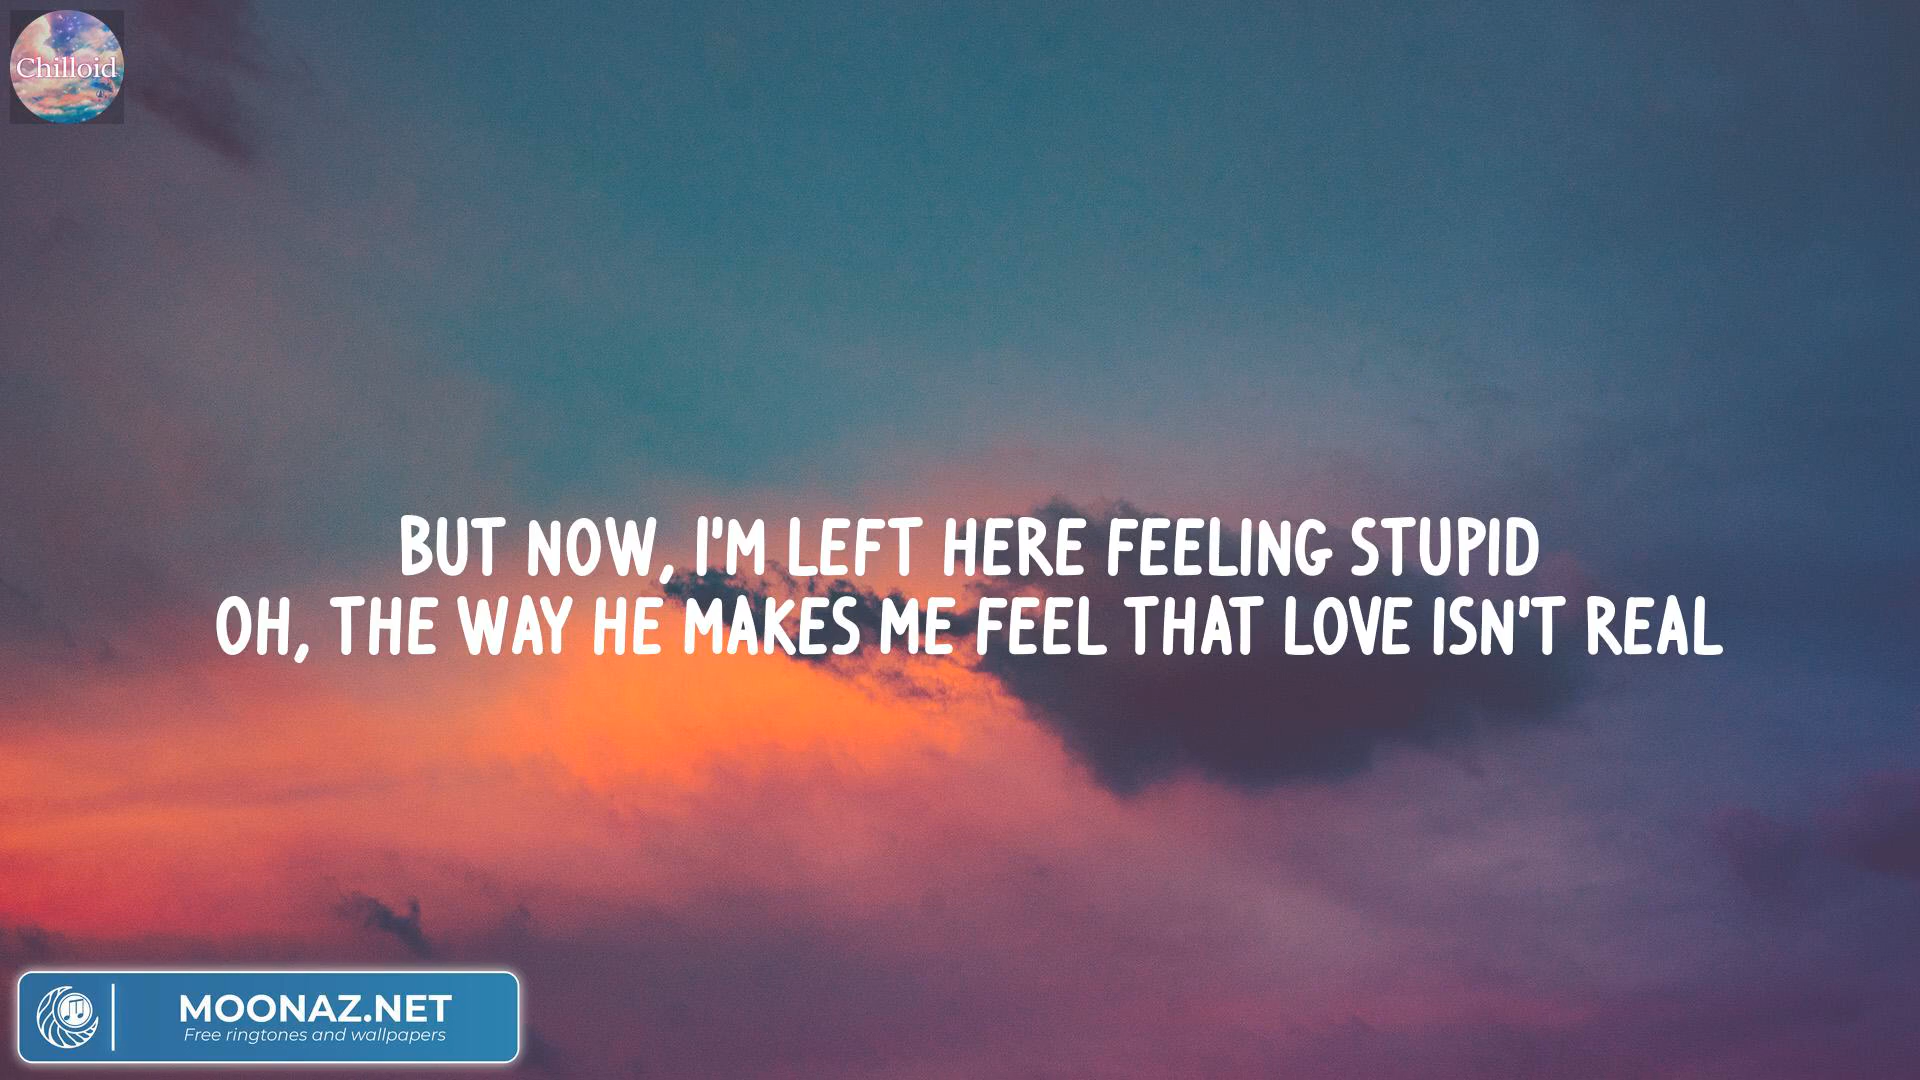 Chilloid
BUT NOW, I'M LEFT HERE FEELING STUPID
OH, THE WAY HE MAKES ME FEEL THAT LOVE ISN'T REAL
MOONAZ.NET
Free ringtones and wallpapers